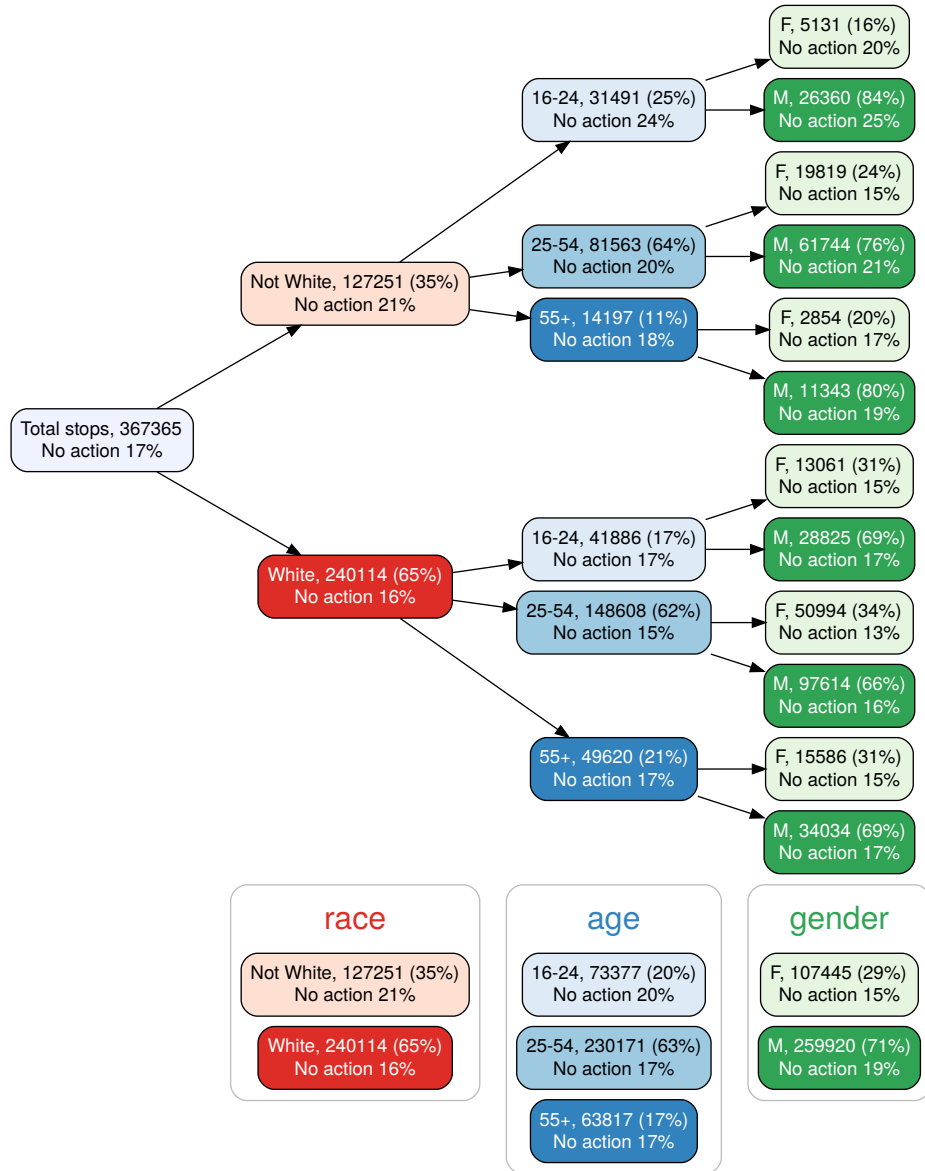 F, 5131 (16%)
No action 20%
16-24, 31491 (25%)
No action 24%
M, 26360 (84%)
No action 25%
F, 19819 (24%)
No action 15%
25-54, 81563 (64%)
No action 20%
M, 61744 (76%)
No action 21%
Not White, 127251 (35%)
No action 21%
55+, 14197 (11%)
No action 18%
F, 2854 (20%)
No action 17%
M, 11343 (80%)
No action 19%
Total stops, 367365
No action 17%
F, 13061 (31%)
No action 15%
16-24, 41886 (17%)
No action 17%
M, 28825 (69%)
No action 17%
White, 240114 (65%)
No action 16%
25-54, 148608 (62%)
No action 15%
F, 50994 (34%)
No action 13%
M, 97614 (66%)
No action 16%
55+, 49620 (21%)
No action 17%
F, 15586 (31%)
No action 15%
M, 34034 (69%)
No action 17%
race
Not White, 127251 (35%)
No action 21%
White, 240114 (65%)
No action 16%
age
16-24, 73377 (20%)
No action 20%
25-54, 230171 (63%)
No action 17%
55+, 63817 (17%)
No action 17%
gender
F, 107445 (29%)
No action 15%
M, 259920 (71%)
No action 19%